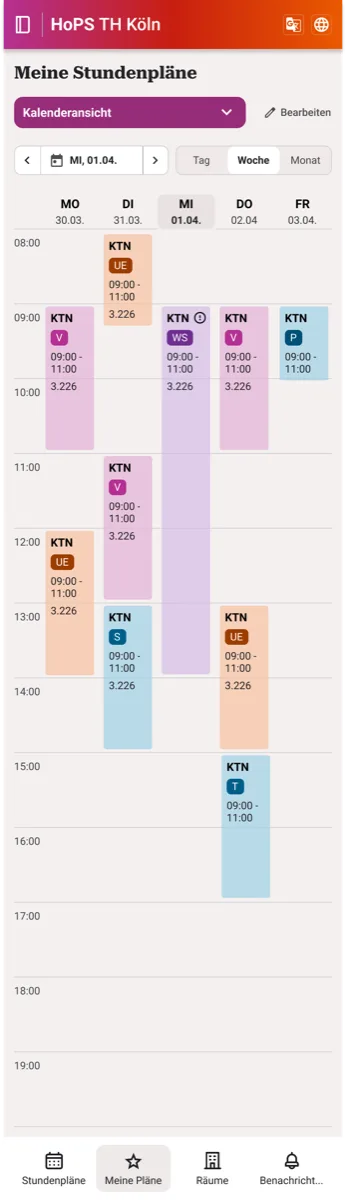 HoPS TH Köln
Meine Stundenpläne
Kalenderansicht
Bearbeiten
MI, 01.04.
Tag
Woche
Monat
MO
DI
MI
DO
FR
30.03.
31.03.
01.04.
02.04
03.04.
08:00
KTN
UE
09:00 -
11:00
3.226
09:00
KTN
V
09:00 -
11:00
3.226
KTN
WS
09:00 -
11:00
3.226
KTN
V
09:00 -
11:00
3.226
KTN
P
09:00 -
11:00
10:00
11:00
KTN
V
09:00 -
11:00
3.226
12:00
KTN
UE
09:00 -
11:00
3.226
13:00
KTN
S
09:00 -
11:00
3.226
KTN
UE
09:00 -
11:00
3.226
14:00
15:00
KTN
T
09:00 -
11:00
16:00
17:00
18:00
19:00
Stundenpläne
Meine Pläne
Räume
Benachricht...